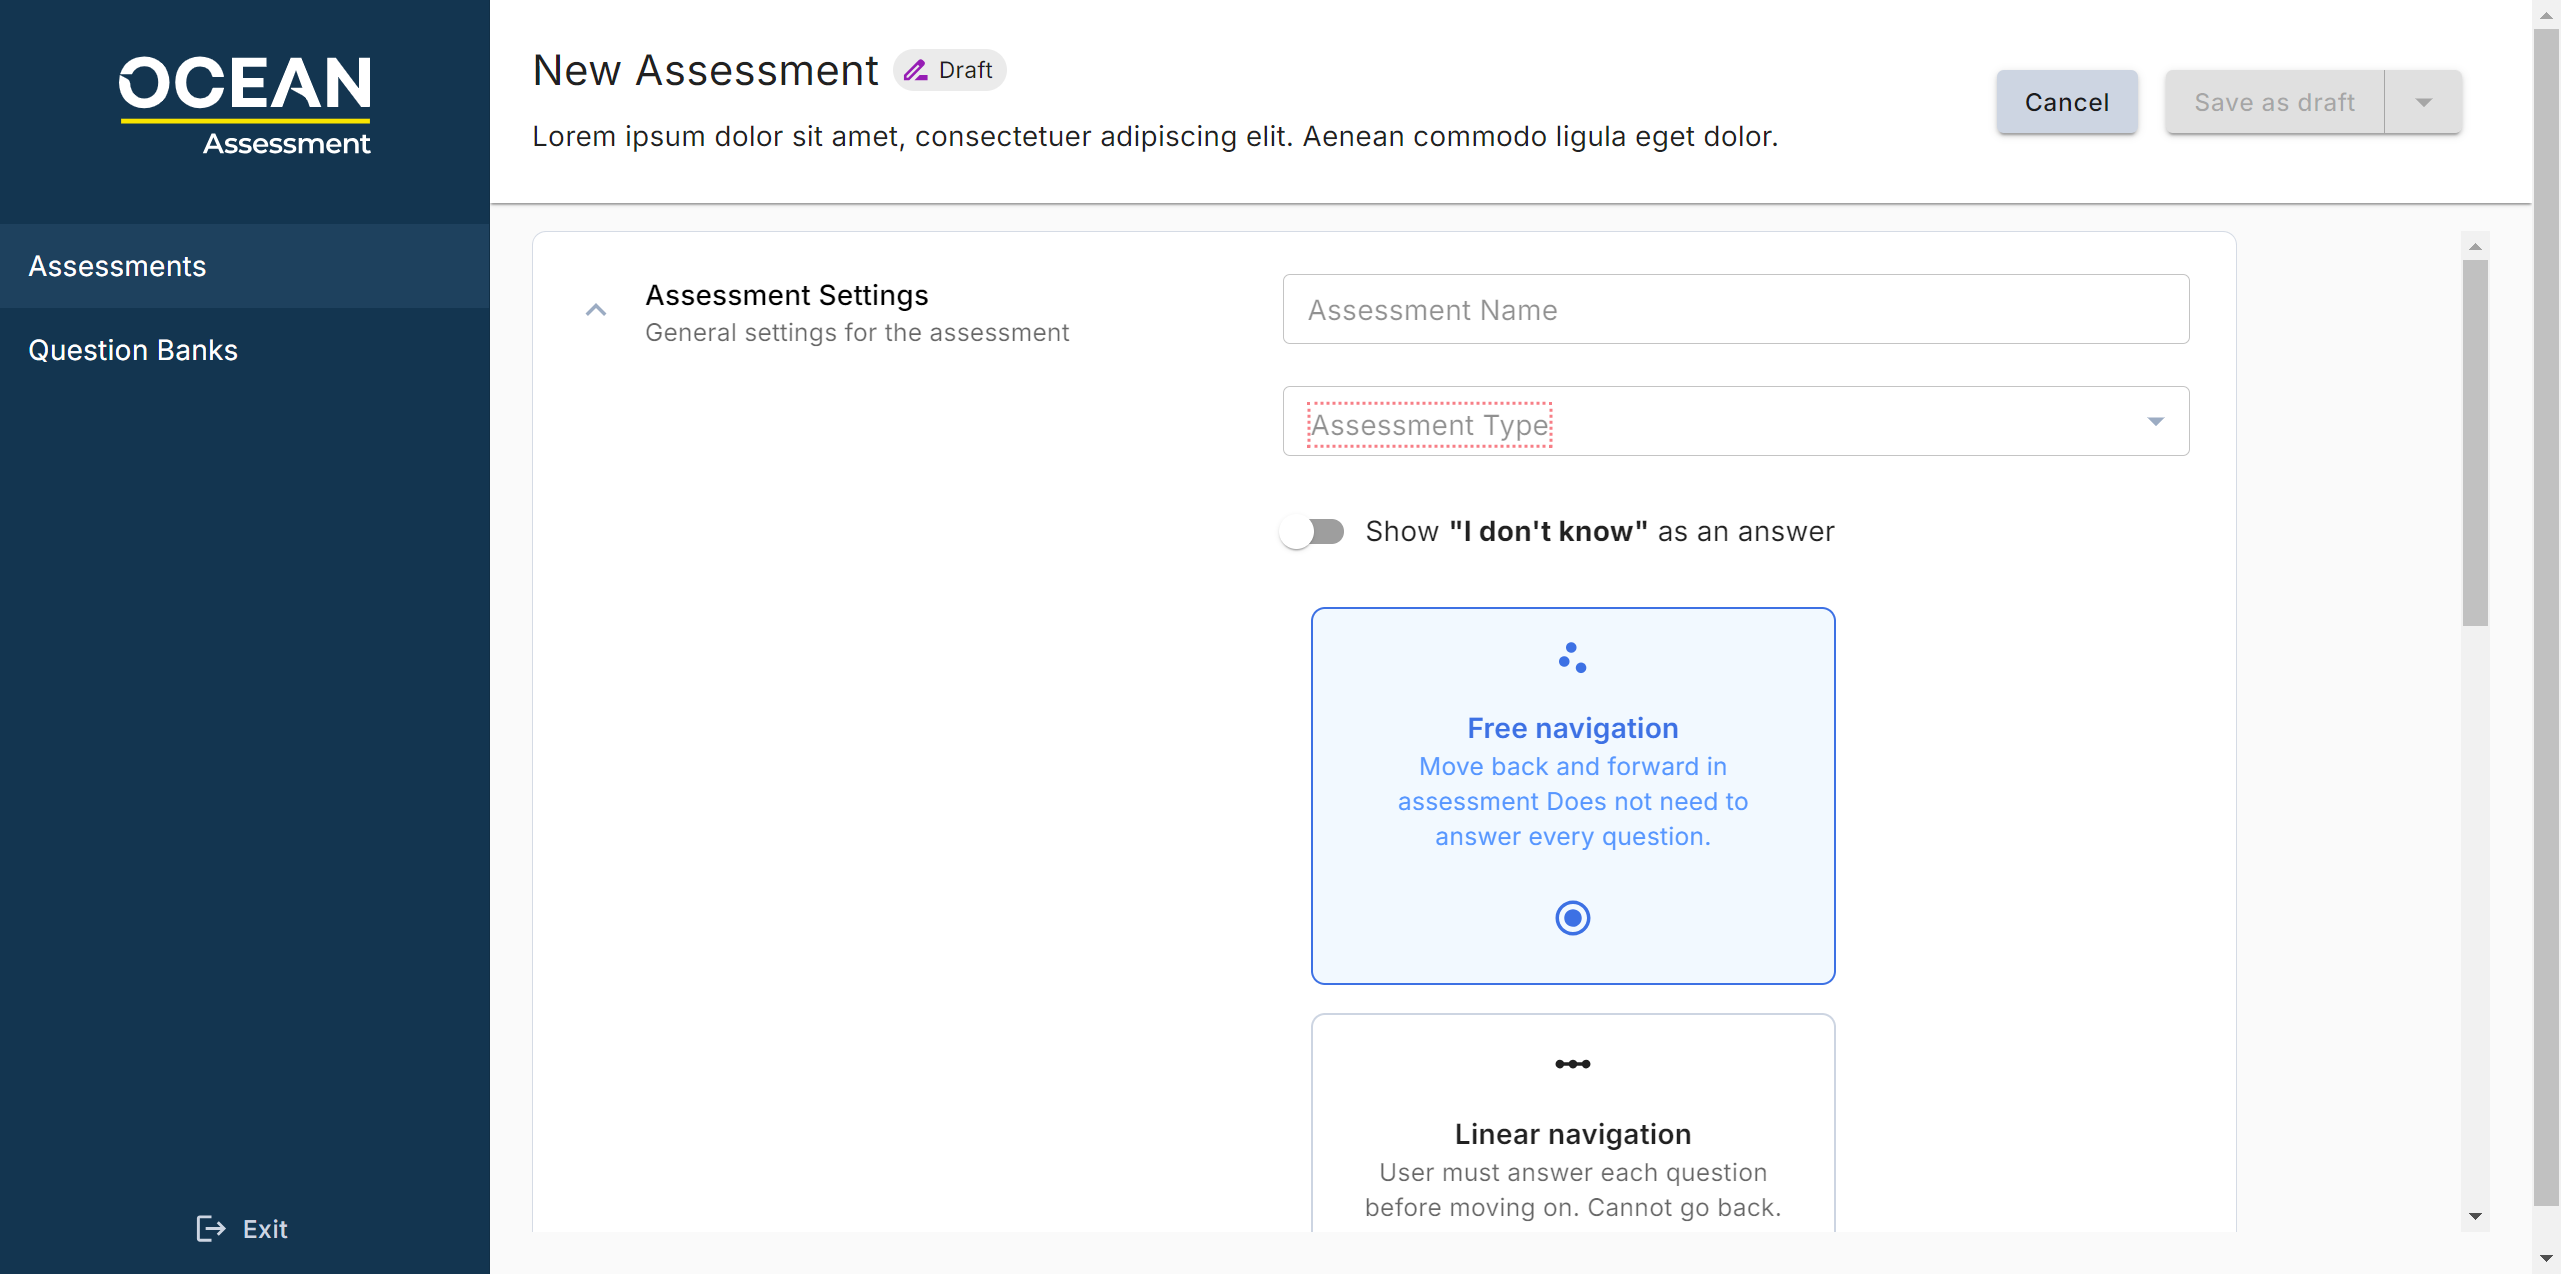 OCEAN
Assessment
Assessments
Question Banks
Exit
New Assessment
Draft
Lorem ipsum dolor sit amet, consectetuer adipiscing elit. Aenean commodo ligula eget dolor.
Cancel
Save as draft
Assessment Settings
General settings for the assessment
Assessment Name
Assessment Type
Show "I don't know" as an answer
Free navigation
Move back and forward in
assessment Does not need to
answer every question.
Linear navigation
User must answer each question
before moving on. Cannot go back.